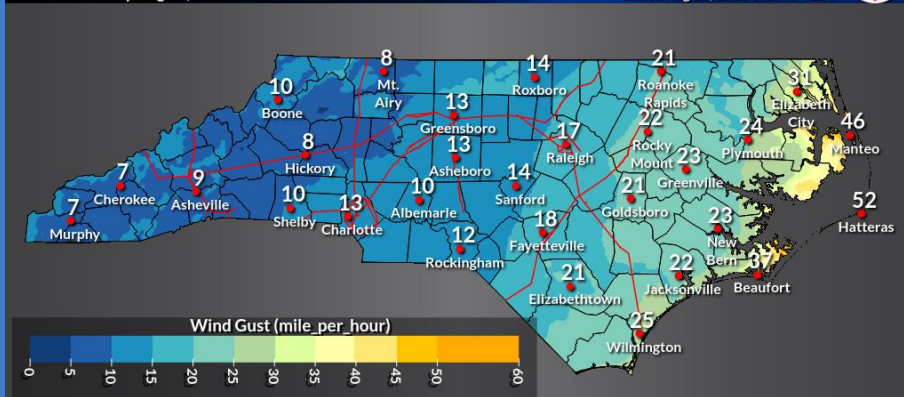 8
Mt.
Airy
14
Roxboro
21
Roanoke
Rapids
31
Elizabeth
City
10
Boone
13
Greensboro
22
Rocky
Mount
24
Plymouth
46
Manteo
17
Raleigh
8
Hickory
13
Asheboro
23
Greenville
7
Cherokee
9
Asheville
14
Sanford
10
Shelby
13
Charlotte
10
Albemarle
21
Goldsboro
52
Hatteras
7
Murphy
18
Fayetteville
23
New
Bern
12
Rockingham
21
Elizabethtown
22
Jacksonville
37
Beaufort
25
Wilmington
Wind Gust (mile_per_hour)
0 5 10 15 20 25 30 35 40 45 50 60